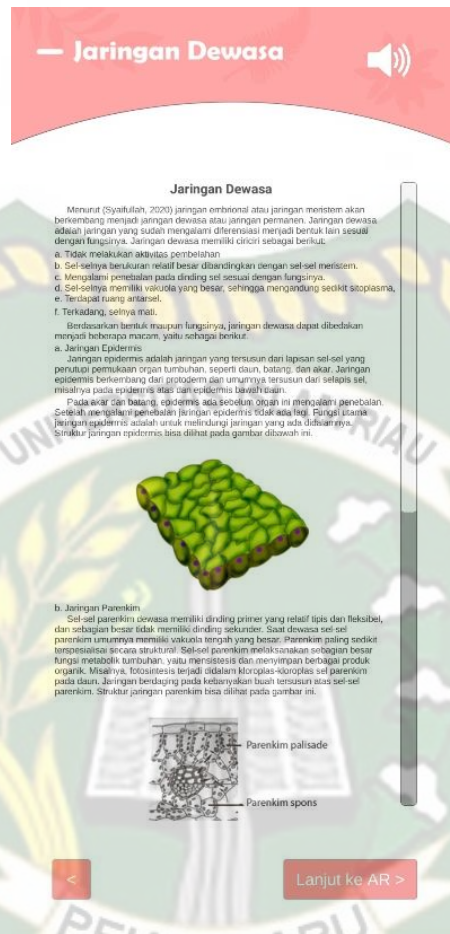 Jaringan Dewasa
Jaringan Dewasa
Menurut (Syaifullah, 2020) jaringan embrional atau jaringan meristem akan
berkembang menjadi jaringan dewasa atau jaringan permanen. Jaringan dewasa
adalah jaringan yang sudah mengalami diferensiasi menjadi bentuk lain sesuai
dengan fungsinya. Jaringan dewasa memiliki ciriciri sebagai berikut:
a. Tidak melakukan aktivitas pembelahan
b. Sel-selnya berukuran relatif besar dibandingkan dengan sel-sel meristem.
c. Mengalami penebalan pada dinding sel sesuai dengan fungsinya.
d. Sel-selnya memiliki vakuola yang besar, sehingga mengandung sedikit sitoplasma,
e. Terdapat ruang antarsel.
f. Terkadang, selnya mati.
Berdasarkan bentuk maupun fungsinya, jaringan dewasa dapat dibedakan
menjadi beberapa macam, yaitu sebagai berikut.
a. Jaringan Epidermis
Jaringan epidermis adalah jaringan yang tersusun dari lapisan sel-sel yang
penutupi permukaan organ tumbuhan, seperti daun, batang, dan akar. Jaringan
epidermis berkembang dari protoderm dan umumnya tersusun dari selapis sel,
misalnya pada epidermis atas dan epidermis bawah daun.
Pada akar dan batang, epidermis ada sebelum organ ini mengalami penebalan.
Setelah mengalami penebalan jaringan epidermis tidak ada lagi. Fungsi utama
jaringan epidermis adalah untuk melindungi jaringan yang ada didalamnya.
Struktur jaringan epidermis bisa dilihat pada gambar dibawah ini.
b. Jaringan Parenkim
Sel-sel parenkim dewasa memiliki dinding primer yang relatif tipis dan fleksibel,
dan sebagian besar tidak memiliki dinding sekunder. Saat dewasa sel-sel
parenkim umumnya memiliki vakuola tengah yang besar. Parenkim paling sedikit
terspesialisai secara struktural. Sel-sel parenkim melaksanakan sebagian besar
fungsi metabolik tumbuhan, yaitu mensistesis dan menyimpan berbagai produk
organik. Misalnya, fotosintesis terjadi didalam kloroplas-kloroplas sel parenkim
pada daun. Jaringan berdaging pada kebanyakan buah tersusun atas sel-sel
parenkim. Struktur jaringan parenkim bisa dilihat pada gambar ini.
Parenkim palisade
Parenkim spons
< Lanjut ke AR >